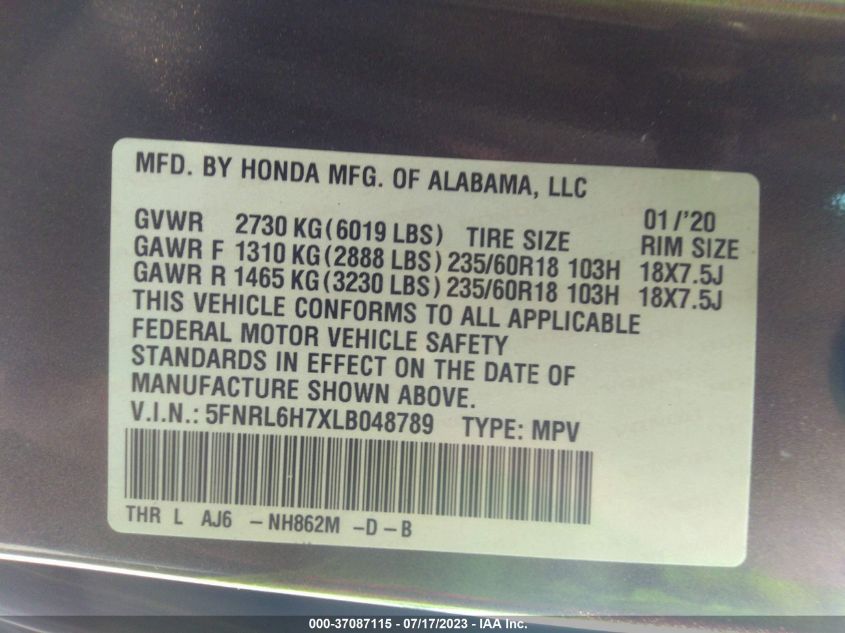 MFD. BY HONDA MFG. OF ALABAMA, LLC
GVWR 2730 KG(6019 LBS) TIRE SIZE 01/'20 RIM SIZE
GAWR F 1310 KG(2888 LBS) 235/60R18 103H 18X7.5J
GAWR R 1465 KG(3230 LBS) 235/60R18 103H 18X7.5J
THIS VEHICLE CONFORMS TO ALL APPLICABLE
FEDERAL MOTOR VEHICLE SAFETY
STANDARDS IN EFFECT ON THE DATE OF
MANUFACTURE SHOWN ABOVE.
V.I.N.: 5FNRL6H7XLB048789 TYPE: MPV
THR L AJ6 -NH862M -D-B
000-37087115 - 07/17/2023 - IAA Inc.